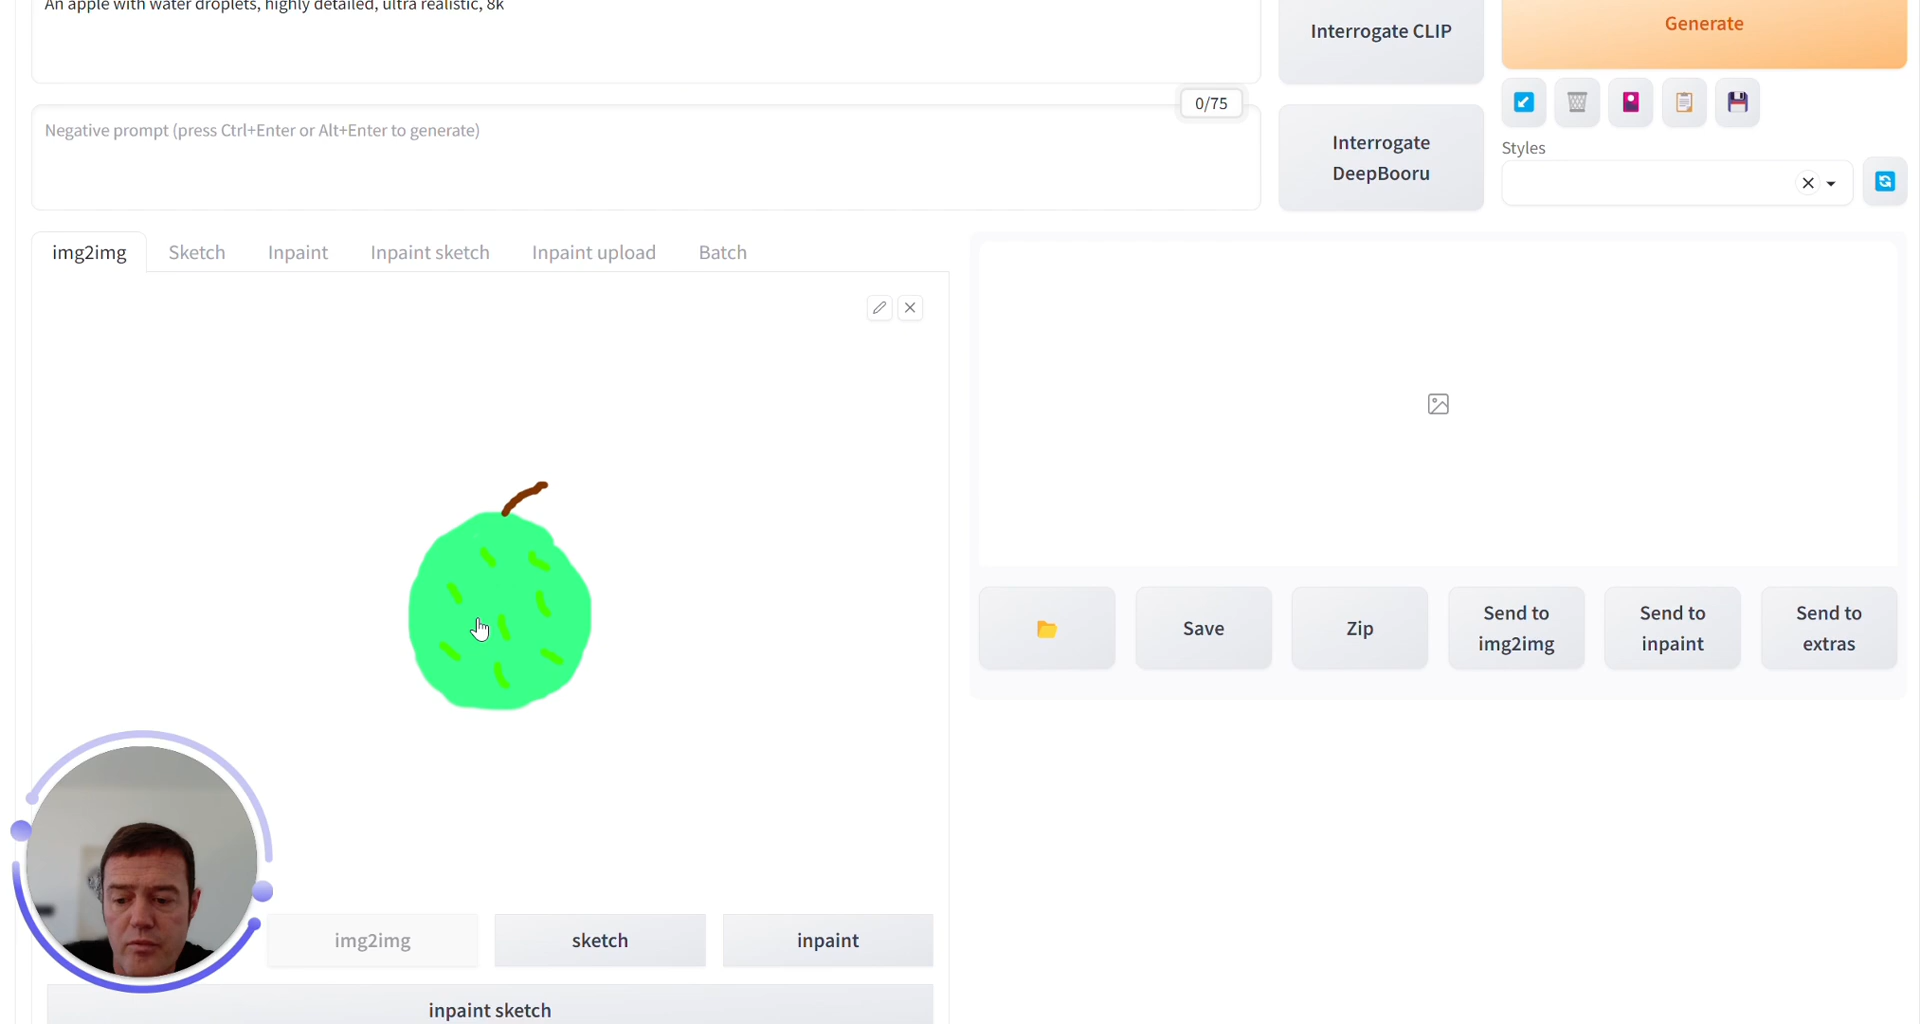 An apple with water droplets, highly detailed, ultra realistic, 8k
Interrogate CLIP
Generate
0/75
Negative prompt (press Ctrl+Enter or Alt+Enter to generate)
Interrogate
DeepBooru
Styles
img2img
Sketch
Inpaint
Inpaint sketch
Inpaint upload
Batch
Save
Zip
Send to
img2img
Send to
inpaint
Send to
extras
img2img
sketch
inpaint
inpaint sketch